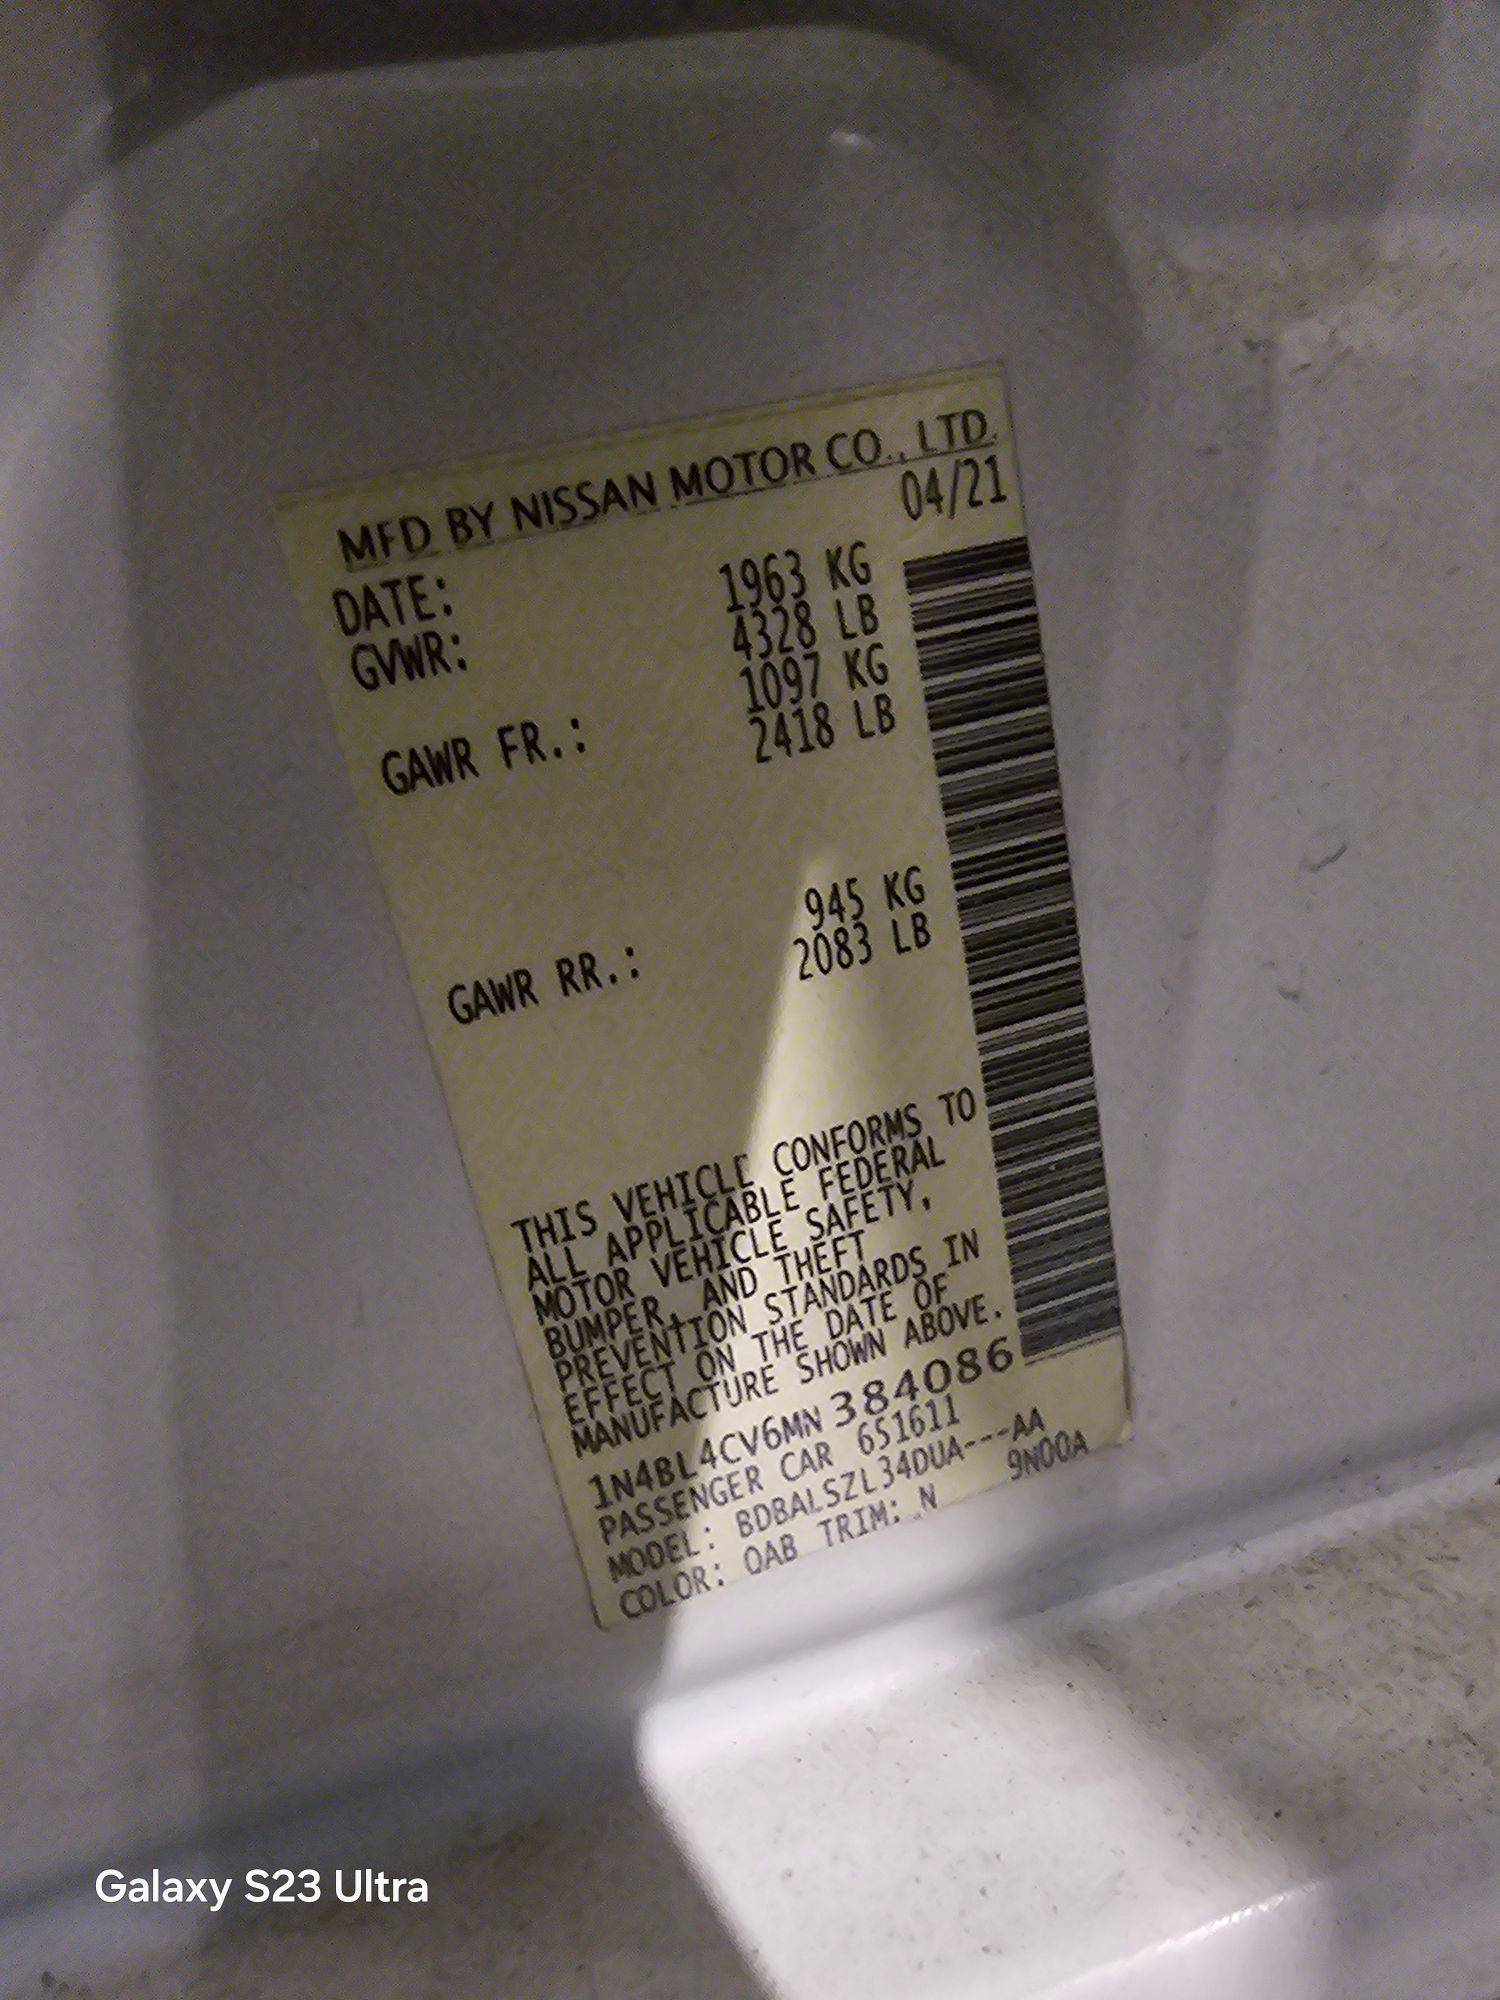 MFD BY NISSAN MOTOR CO., LTD.
DATE: 04/21
GVWR: 1963 KG
4328 LB
GAWR FR.: 1097 KG
2418 LB
GAWR RR.: 945 KG
2083 LB
THIS VEHICLE CONFORMS TO
ALL APPLICABLE FEDERAL
MOTOR VEHICLE SAFETY,
BUMPER, AND THEFT
PREVENTION STANDARDS IN
EFFECT ON THE DATE OF
MANUFACTURE SHOWN ABOVE.
1N4BL4CV6MN384086
PASSENGER CAR 651611
MODEL: BDBALSZL34DUA---AA
COLOR: QAB TRIM: N 9N00A
Galaxy S23 Ultra